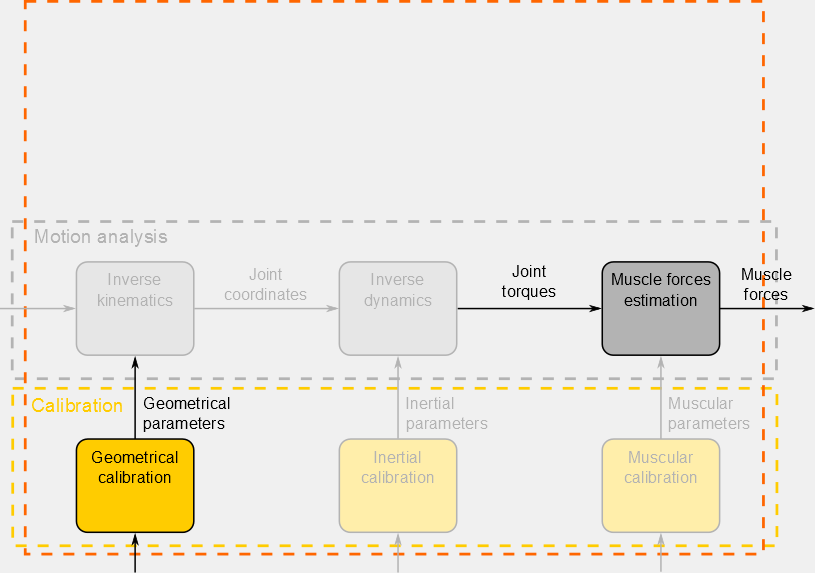 Motion analysis
Inverse
kinematics
Joint
coordinates
Inverse
dynamics
Joint
torques
Muscle forces
estimation
Muscle
forces
Calibration
Geometrical
parameters
Inertial
parameters
Muscular
parameters
Geometrical
calibration
Inertial
calibration
Muscular
calibration